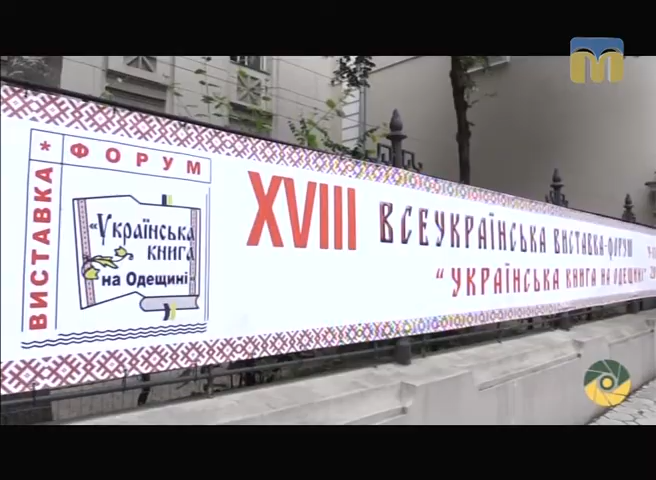 * ФОРУМ
ВИСТАВКА
«Українська
книга
на Одещині
XVIII ВСЕУКРАЇНСЬКА ВИСТАВКА-ФОРУМ
“УКРАЇНСЬКА КНИГА НА ОДЕЩИНІ